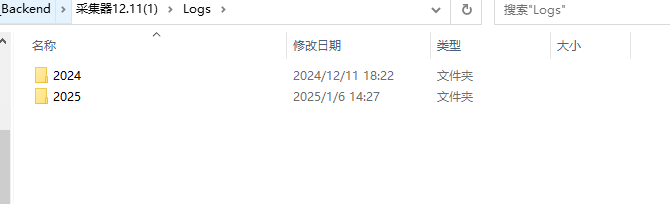 _Backend › 采集器12.11(1) › Logs ›
搜索"Logs"
名称 修改日期 类型 大小
2024 2024/12/11 18:22 文件夹
2025 2025/1/6 14:27 文件夹